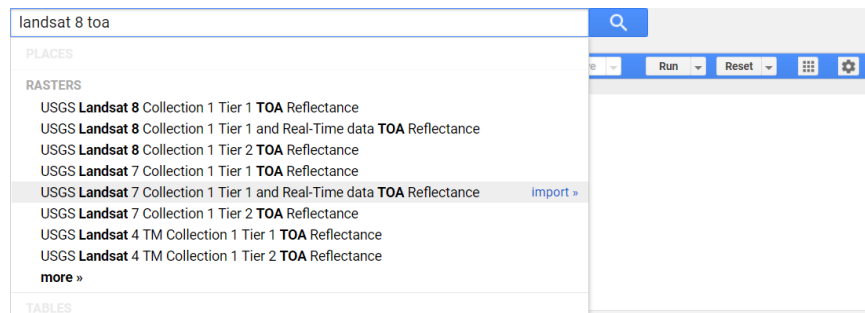 landsat 8 toa
PLACES
e Run Reset
RASTERS
USGS Landsat 8 Collection 1 Tier 1 TOA Reflectance
USGS Landsat 8 Collection 1 Tier 1 and Real-Time data TOA Reflectance
USGS Landsat 8 Collection 1 Tier 2 TOA Reflectance
USGS Landsat 7 Collection 1 Tier 1 TOA Reflectance
USGS Landsat 7 Collection 1 Tier 1 and Real-Time data TOA Reflectance import »
USGS Landsat 7 Collection 1 Tier 2 TOA Reflectance
USGS Landsat 4 TM Collection 1 Tier 1 TOA Reflectance
USGS Landsat 4 TM Collection 1 Tier 2 TOA Reflectance
more »
TABLES